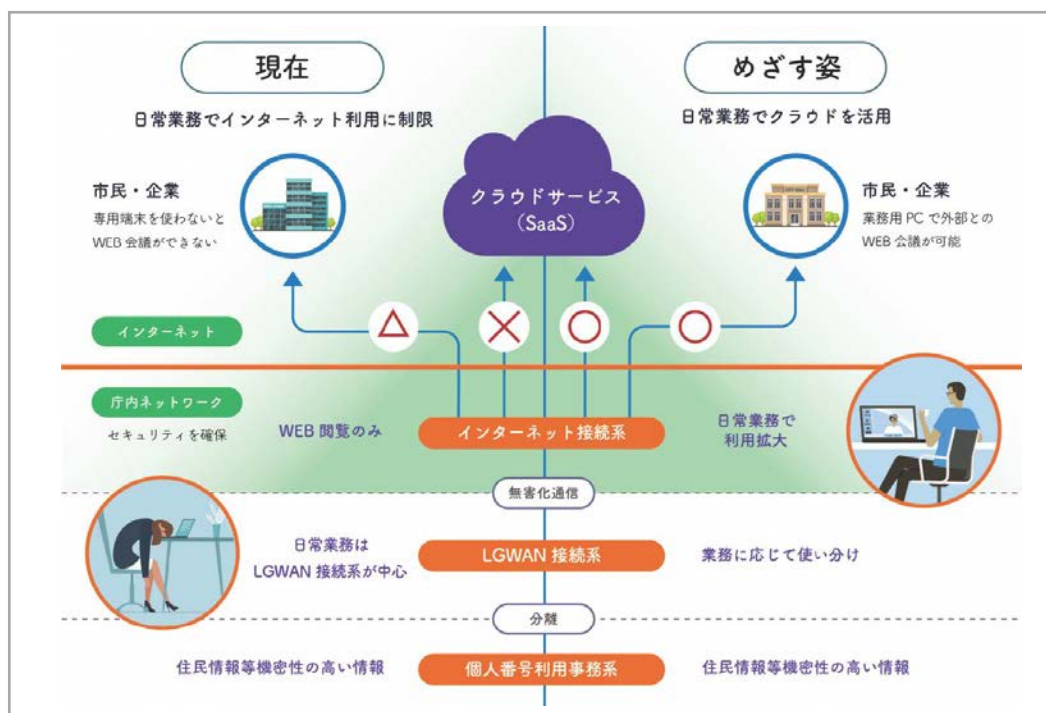 現在
めざす姿
日常業務でインターネット利用に制限
日常業務でクラウドを活用
市民・企業
専用端末を使わないと
WEB 会議ができない
クラウドサービス
（SaaS）
市民・企業
業務用 PC で外部との
WEB 会議が可能
インターネット
庁内ネットワーク
セキュリティを確保
WEB 閲覧のみ
インターネット接続系
日常業務で
利用拡大
無害化通信
日常業務は
LGWAN 接続系が中心
LGWAN 接続系
業務に応じて使い分け
分離
住民情報等機密性の高い情報
個人番号利用事務系
住民情報等機密性の高い情報